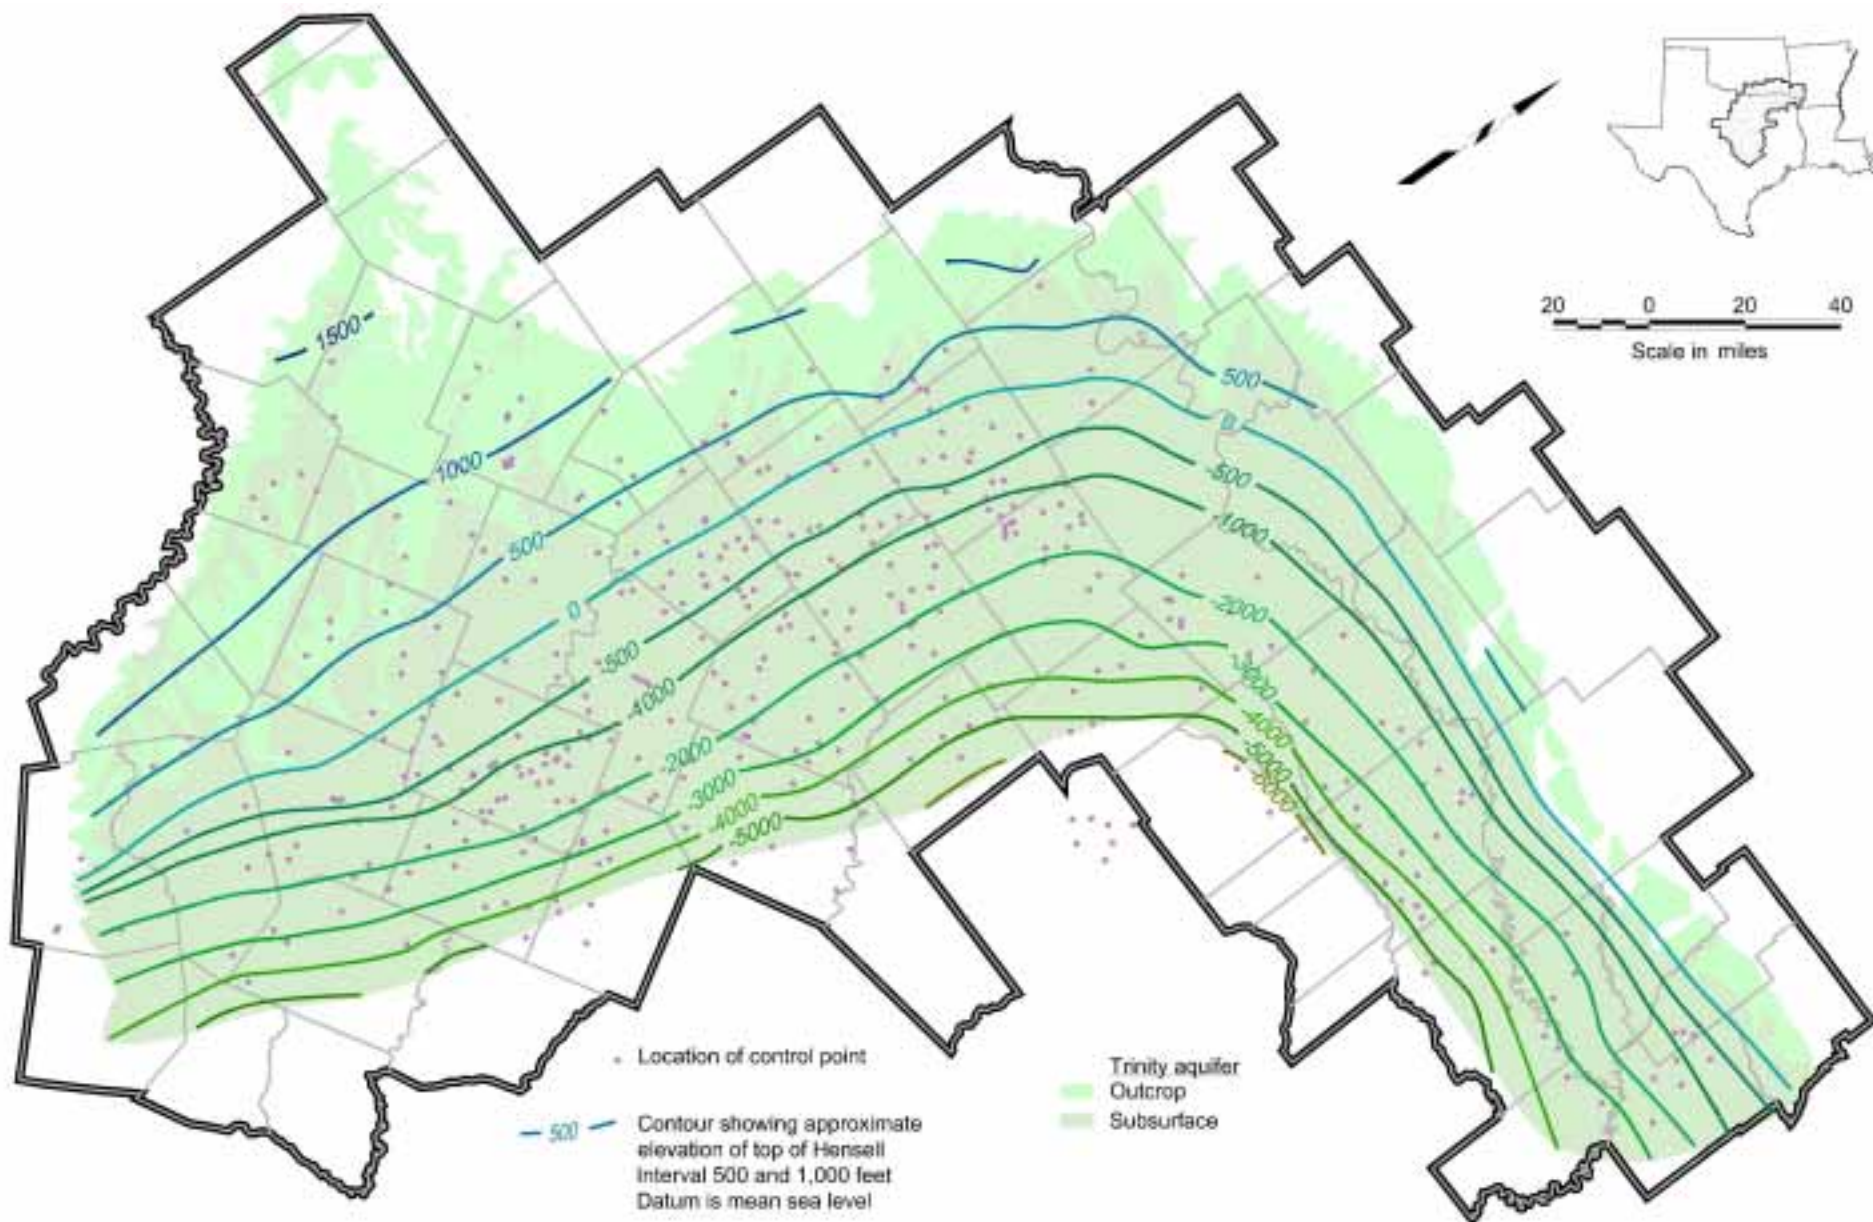 20 0 20 40
Scale in miles
1500
1000
500
0
-500
-1000
-2000
-3000
-4000
-5000
500
0
-500
-1000
-2000
-3000
-4000
-5000
Location of control point
500
Contour showing approximate
elevation of top of Hensell
Interval 500 and 1,000 feet
Datum is mean sea level
Trinity aquifer
Outcrop
Subsurface